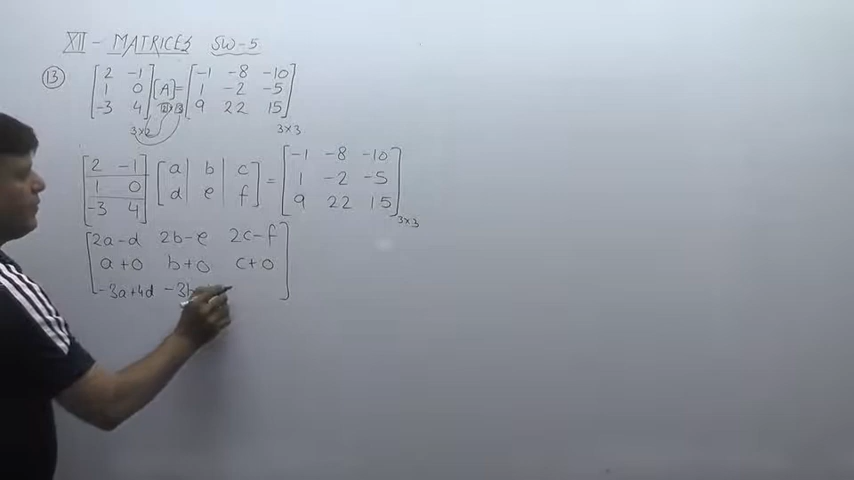 XII - MATRICES SW-5
13 [2 -1] [A] = [-1 -8 -10]
1 0 1 -2 -5
-3 4 9 22 15
3×2 3×3
[2 -1] [a | b | c] = [-1 -8 -10]
1 0 d e f 1 -2 -5
-3 4 9 22 15
3×3
[2a-d 2b-e 2c-f]
a+0 b+0 c+0
-3a+4d -3b